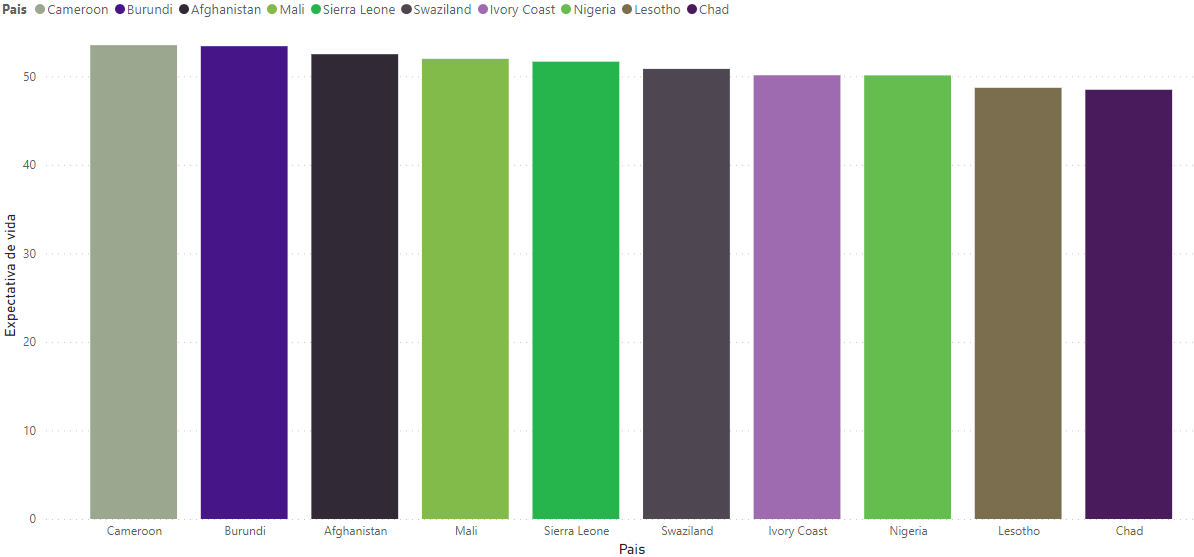 Pais Cameroon Burundi Afghanistan Mali Sierra Leone Swaziland Ivory Coast Nigeria Lesotho Chad
50
40
30
20
10
0
Expectativa de vida
Cameroon Burundi Afghanistan Mali Sierra Leone Swaziland Ivory Coast Nigeria Lesotho Chad
Pais